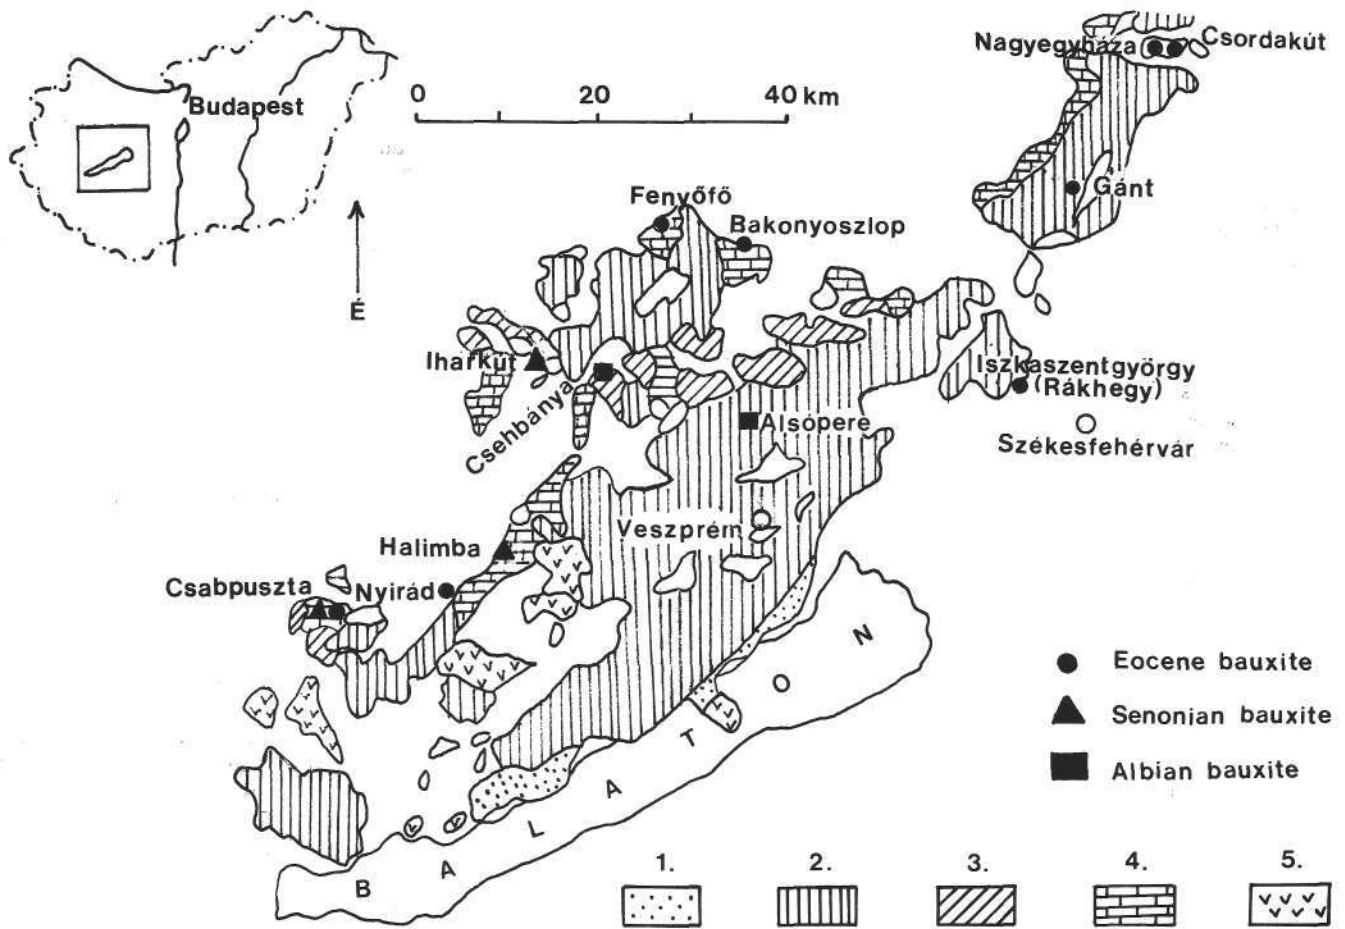 Nagyegyháza
Csordakút
Budapest
0 20 40 km
Gánt
Fenyőfő
Bakonyoszlop
É
Iharkút
Csehbánya
Iszkaszentgyörgy
(Rákhegy)
Alsópere
Székesfehérvár
Veszprém
Halimba
Csabpuszta
Nyirád
BALATON
Eocene bauxite
Senonian bauxite
Albian bauxite
1. 2. 3. 4. 5.